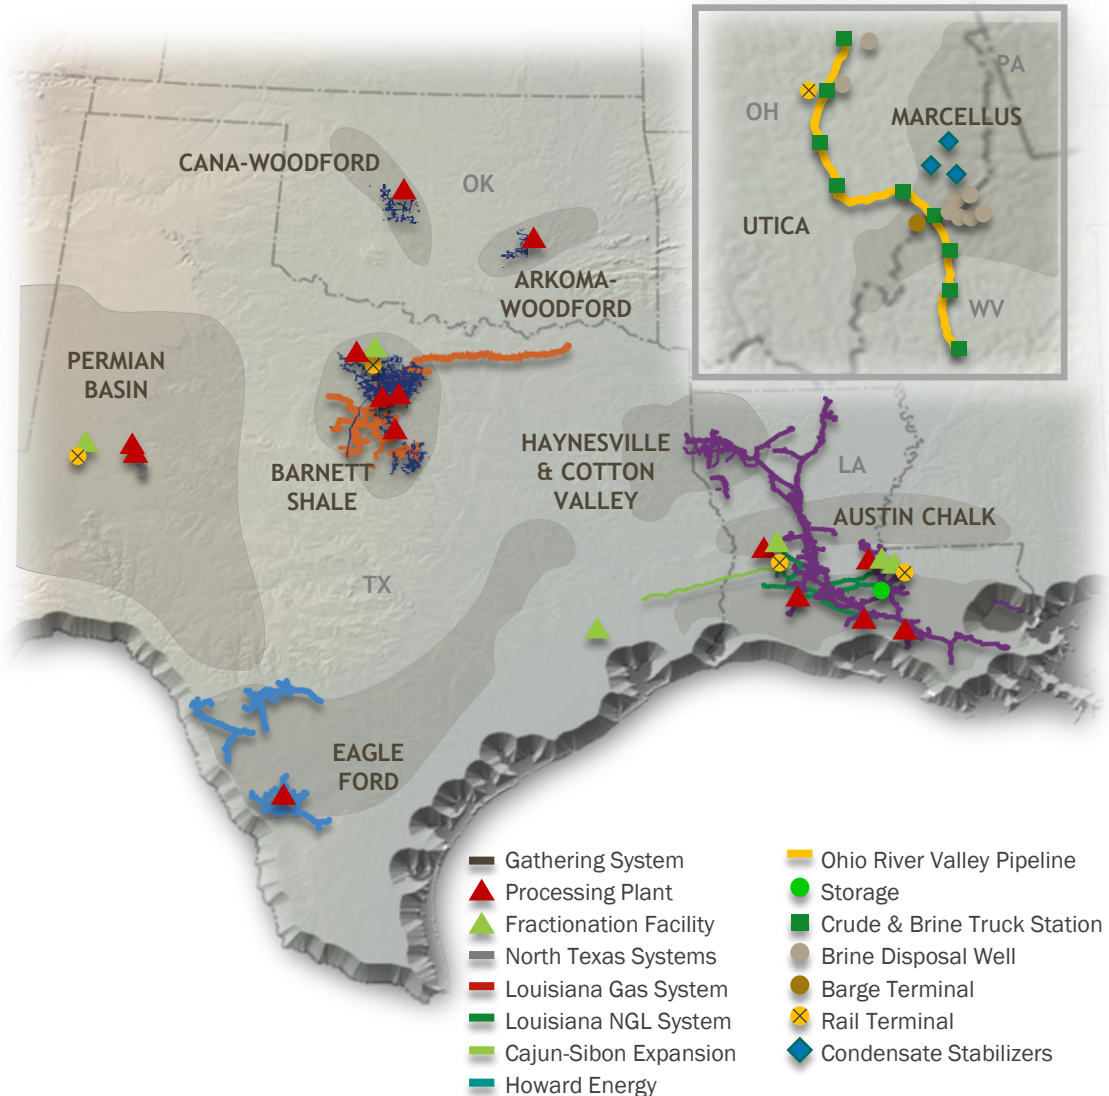 PA
OH
MARCELLUS
UTICA
WV
CANA-WOODFORD
OK
ARKOMA-
WOODFORD
PERMIAN
BASIN
BARNETT
SHALE
HAYNESVILLE
& COTTON
VALLEY
LA
AUSTIN CHALK
TX
EAGLE
FORD
Gathering System
Processing Plant
Fractionation Facility
North Texas Systems
Louisiana Gas System
Louisiana NGL System
Cajun-Sibon Expansion
Howard Energy
Ohio River Valley Pipeline
Storage
Crude & Brine Truck Station
Brine Disposal Well
Barge Terminal
Rail Terminal
Condensate Stabilizers